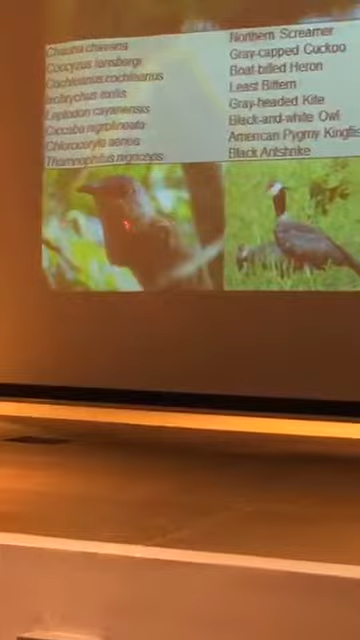 Chauna chavaria Northern Screamer
Coccyzus lansbergi Gray-capped Cuckoo
Cochlearius cochlearius Boat-billed Heron
Ixobrychus exilis Least Bittern
Leptodon cayanensis Gray-headed Kite
Ciccaba nigrolineata Black-and-white Owl
Chloroceryle aenea American Pygmy Kingfis
Thamnophilus nigriceps Black Antshrike